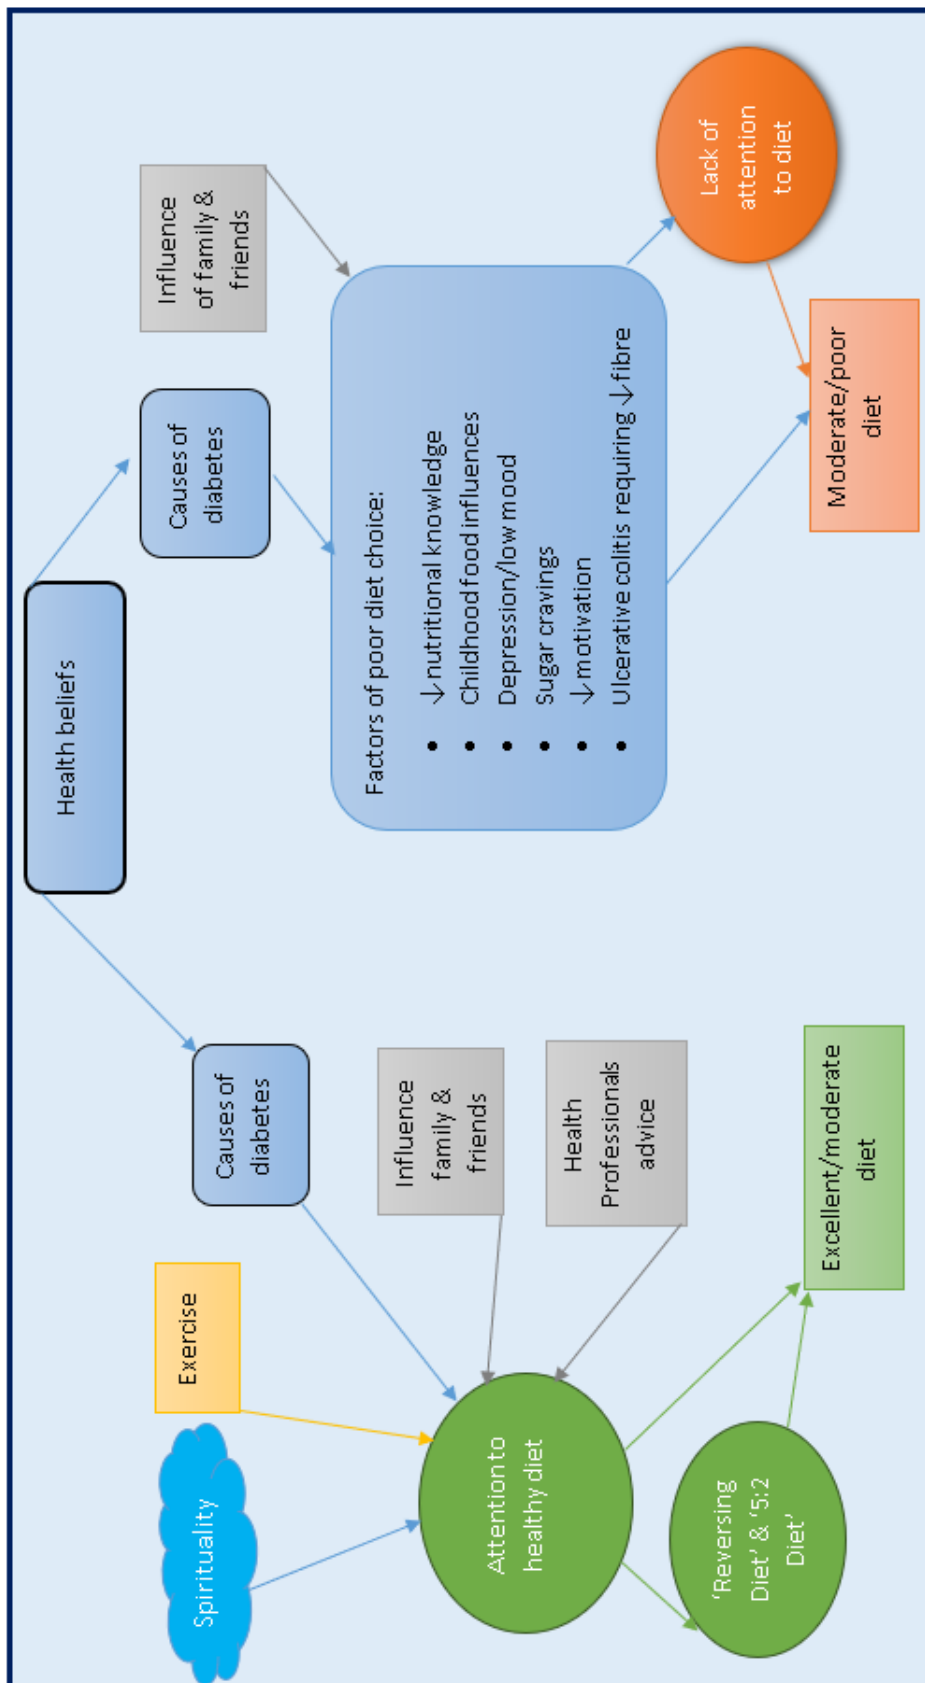 Health beliefs
Spirituality
Exercise
Causes of
diabetes
Causes of
diabetes
Influence
of family &
friends
Influence
family &
friends
Health
Professionals
advice
Attention to
healthy diet
Factors of poor diet choice:
• ↓nutritional knowledge
• Childhood food influences
• Depression/low mood
• Sugar cravings
• ↓motivation
• Ulcerative colitis requiring ↓fibre
Lack of
attention
to diet
‘Reversing
Diet’ & ‘5:2
Diet’
Excellent/moderate
diet
Moderate/poor
diet